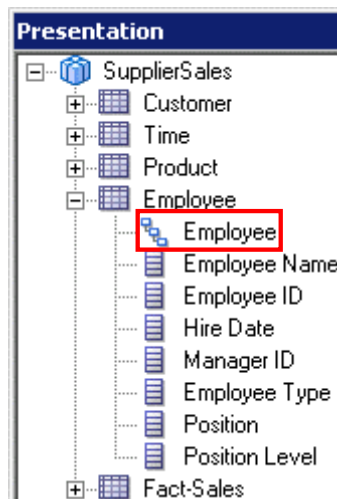 Presentation
SupplierSales
Customer
Time
Product
Employee
Employee
Employee Name
Employee ID
Hire Date
Manager ID
Employee Type
Position
Position Level
Fact-Sales